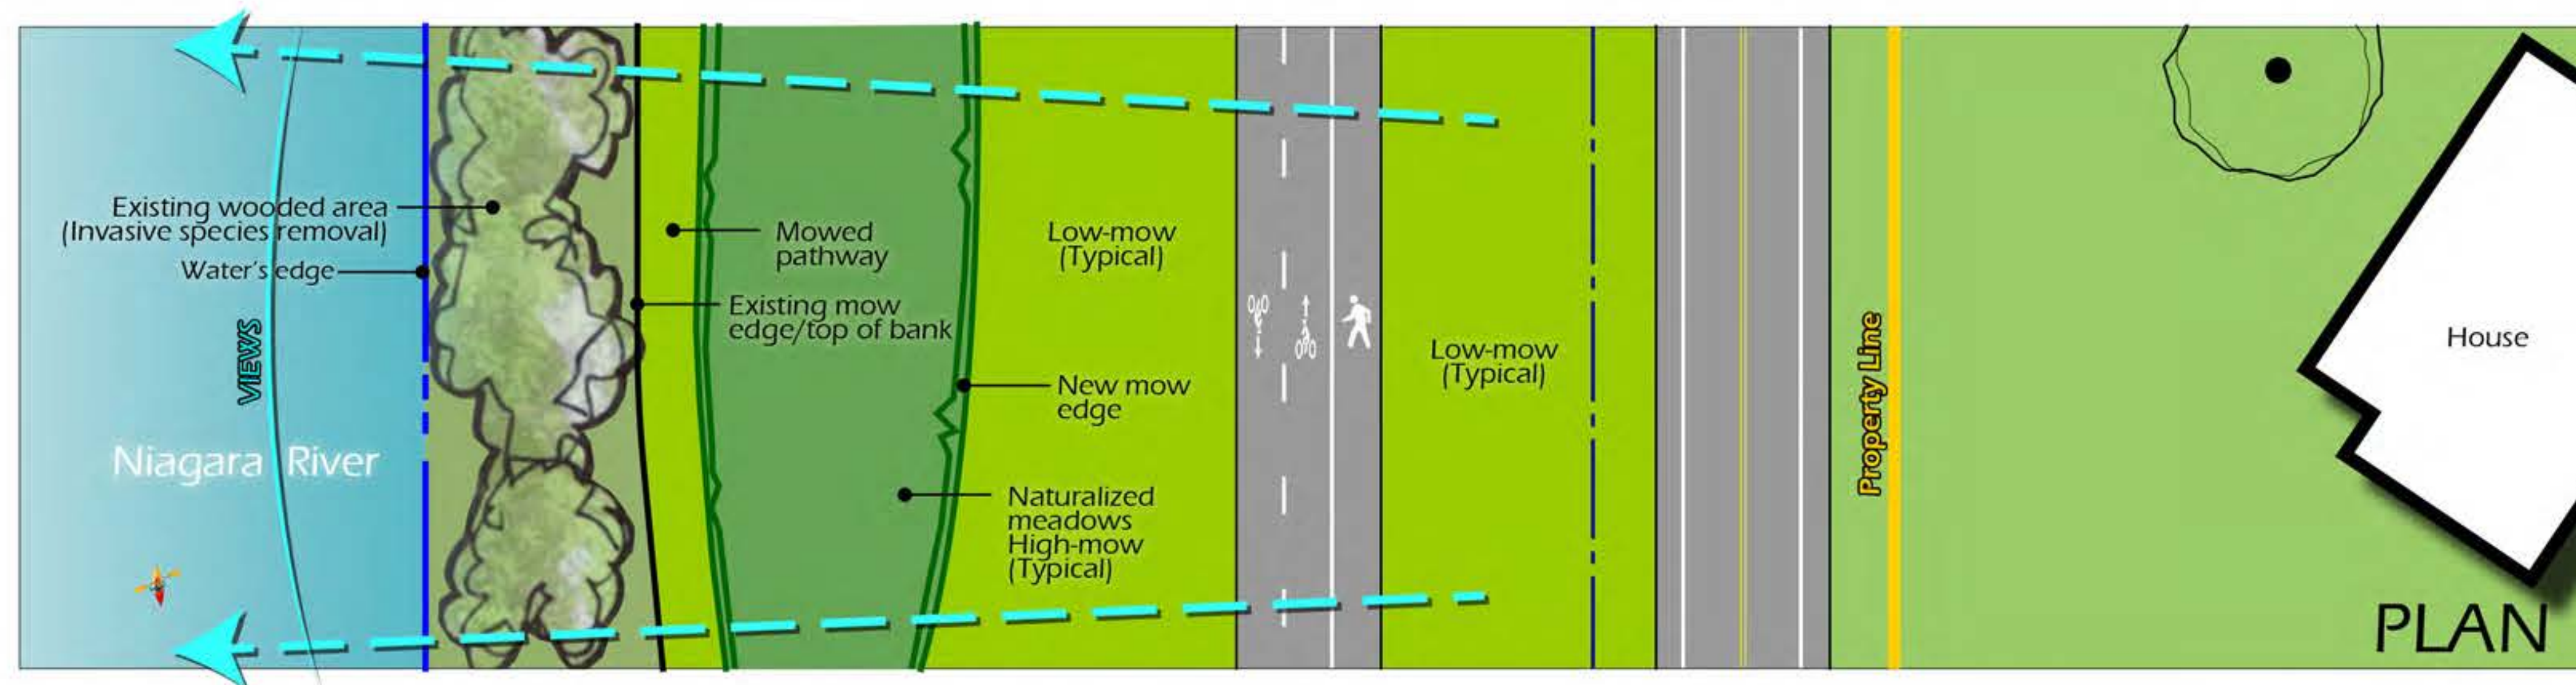 Existing wooded area
(Invasive species removal)
Water's edge
VIEWS
Niagara River
Mowed
pathway
Existing mow
edge/top of bank
Low-mow
(Typical)
New mow
edge
Naturalized
meadows
High-mow
(Typical)
Low-mow
(Typical)
Property Line
House
PLAN